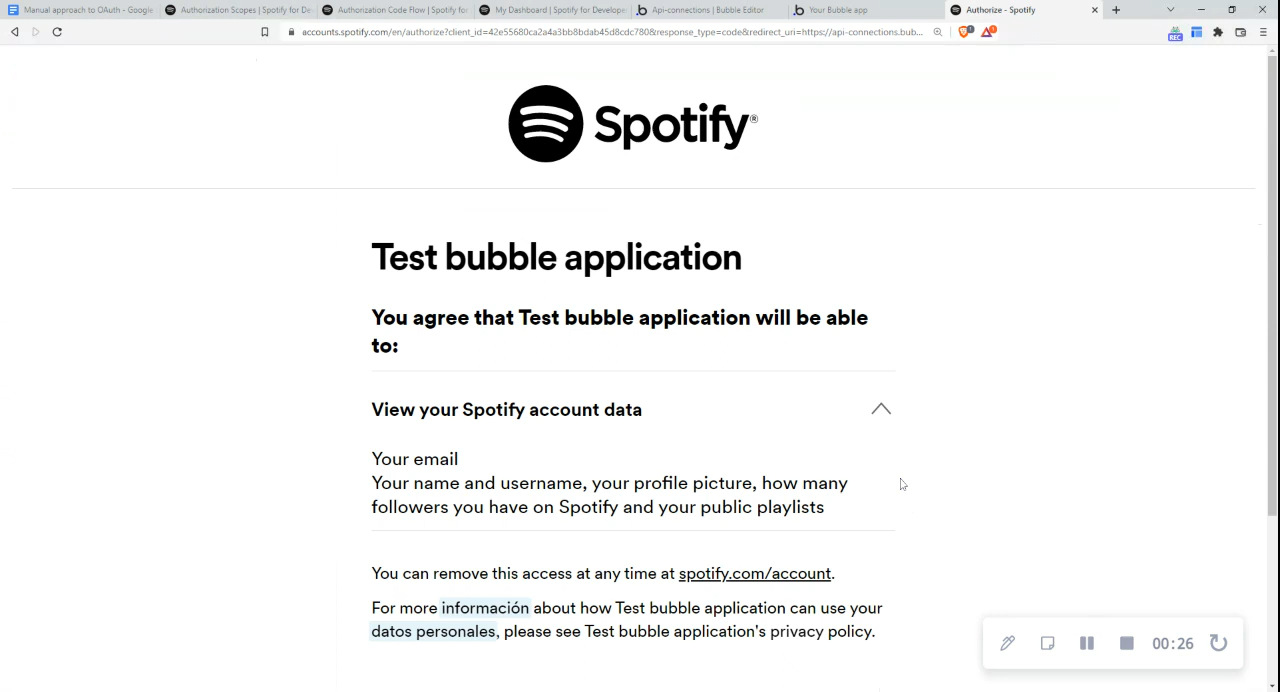 Manual approach to OAuth - Google
Authorization Scopes | Spotify for De
Authorization Code Flow | Spotify for
My Dashboard | Spotify for Develope
Api-connections | Bubble Editor
Your Bubble app
Authorize - Spotify
accounts.spotify.com/en/authorize?client_id=42e55680ca2a4a3bb8bdab45d8cdc780&response_type=code&redirect_uri=https://api-connections.bub...
REC
Spotify®
Test bubble application
You agree that Test bubble application will be able
to:
View your Spotify account data
Your email
Your name and username, your profile picture, how many
followers you have on Spotify and your public playlists
You can remove this access at any time at spotify.com/account.
For more información about how Test bubble application can use your
datos personales, please see Test bubble application's privacy policy.
00:26